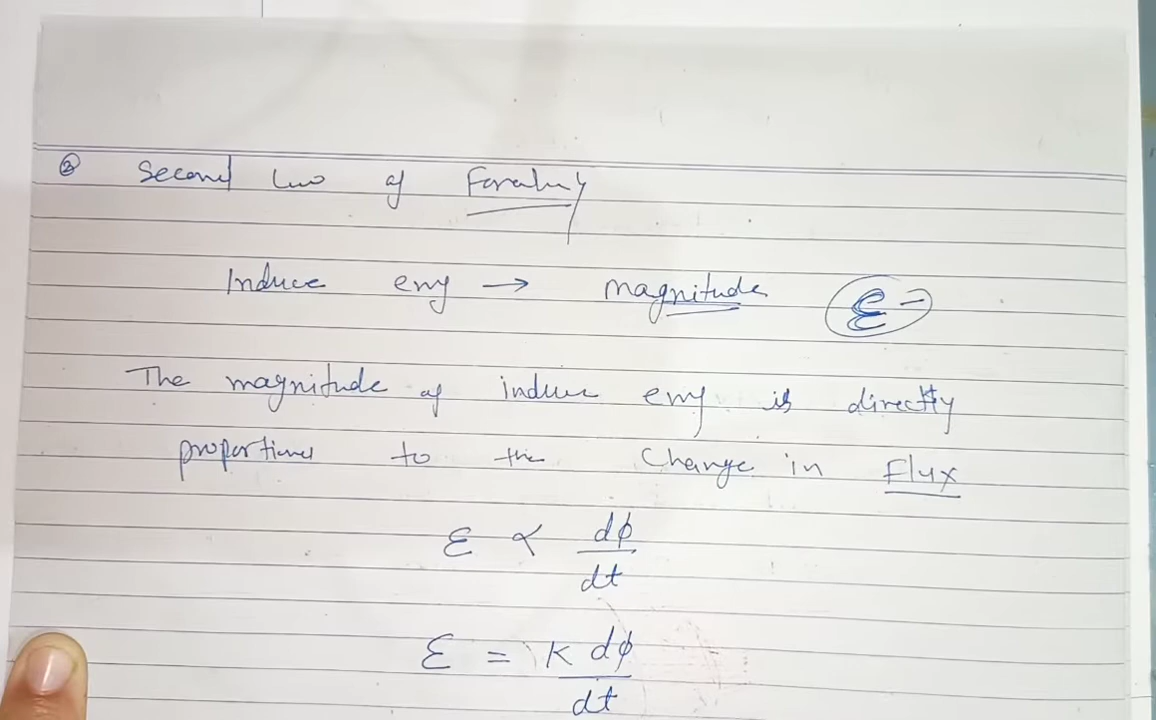 ② Second law of Faraday
Induce emf → magnitude ε =
The magnitude of induce emf is directly
proportional to the Change in Flux
ε ∝ dϕ/dt
ε = K dϕ/dt